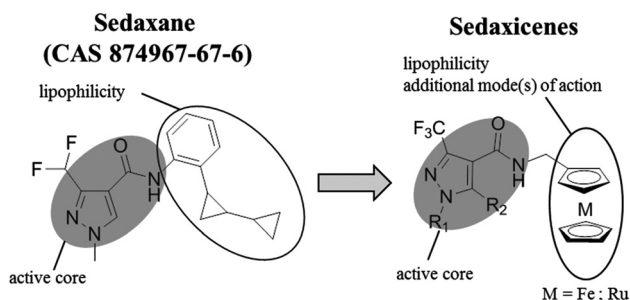 Sedaxane
(CAS 874967-67-6)
lipophilicity
F
F
O
N
H
N
N
active core
Sedaxicenes
lipophilicity
additional mode(s) of action
F3C
O
N
H
N
N
R1
R2
M
active core
M = Fe ; Ru